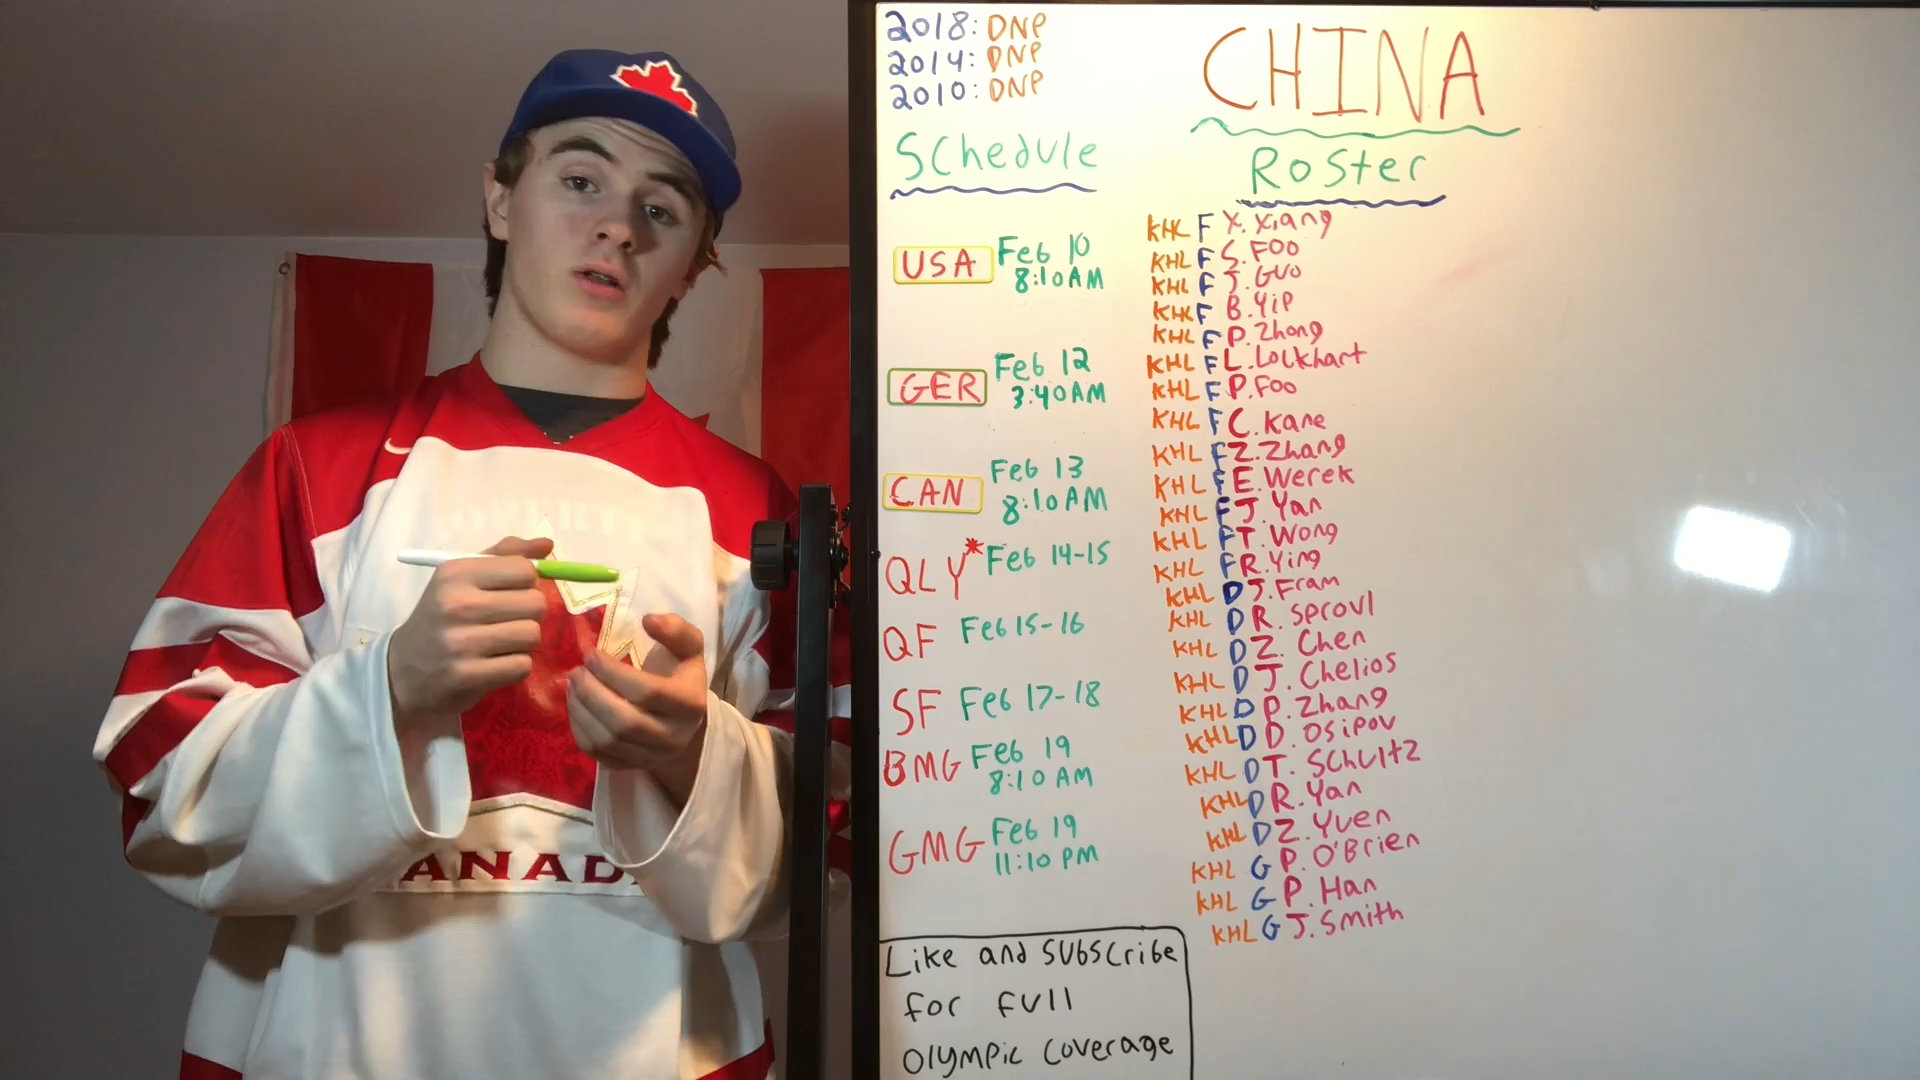 2018: DNP
2014: DNP
2010: DNP
CHINA
Schedule
Roster
USA Feb 10
8:10AM
GER Feb 12
3:40AM
CAN Feb 13
8:10AM
QLY* Feb 14-15
QF Feb 15-16
SF Feb 17-18
BMG Feb 19
8:10 AM
GMG Feb 19
11:10 PM
KHL F X. Xiang
KHL F S. Foo
KHL F J. Guo
KHL F B. Yip
KHL F P. Zhong
KHL F L. Lockhart
KHL F P. Foo
KHL F C. Kane
KHL F Z. Zhang
KHL F E. Werek
KHL F J. Yan
KHL F T. Wong
KHL F R. Ying
KHL D J. Fram
KHL D R. Sproul
KHL D Z. Chen
KHL D J. Chelios
KHL D P. Zhang
KHL D D. Osipov
KHL D T. Schultz
KHL D R. Yan
KHL D Z. Yuen
KHL G P. O'Brien
KHL G P. Han
KHL G J. Smith
Like and subscribe
for full
Olympic coverage
ANAD